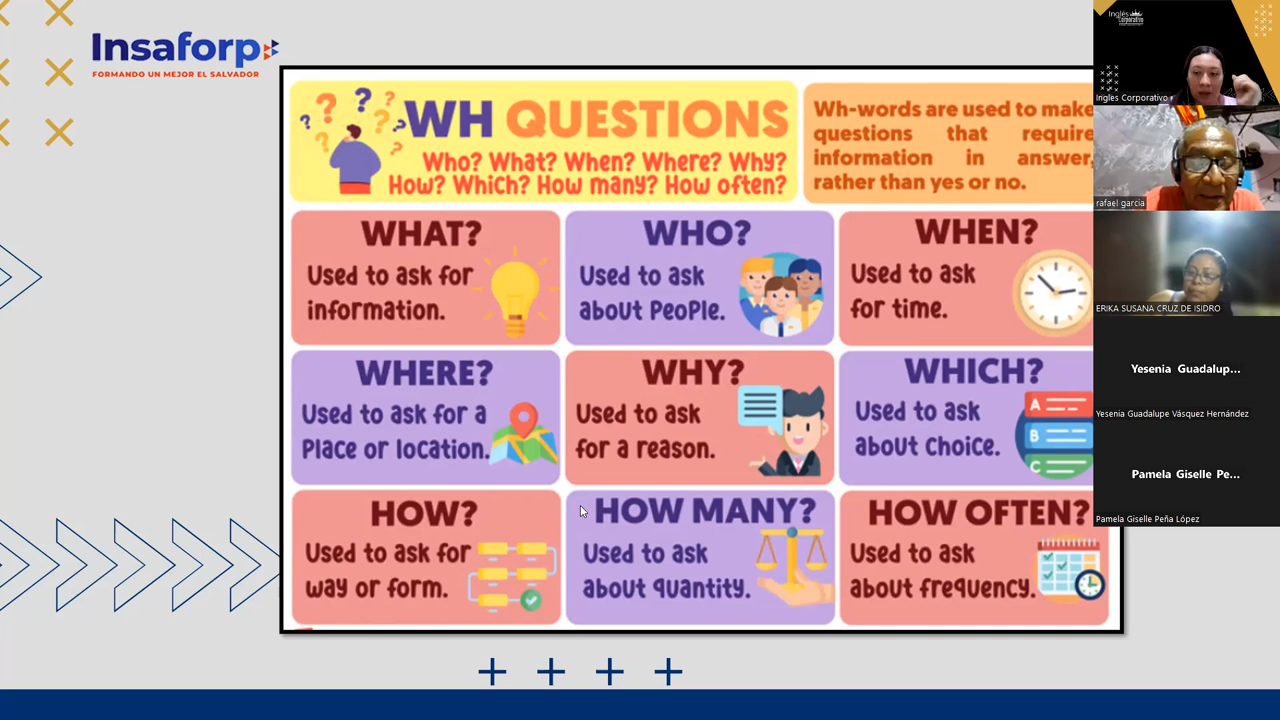 Insaforp
FORMANDO UN MEJOR EL SALVADOR
WH QUESTIONS
Who? What? When? Where? Why?
How? Which? How many? How often?
Wh-words are used to make
questions that require
information in answer,
rather than yes or no.
WHAT?
Used to ask for
information.
WHO?
Used to ask
about People.
WHEN?
Used to ask
for time.
WHERE?
Used to ask for a
Place or location.
WHY?
Used to ask
for a reason.
WHICH?
Used to ask
about Choice.
A
B
C
HOW?
Used to ask for
way or form.
HOW MANY?
Used to ask
about quantity.
HOW OFTEN?
Used to ask
about frequency.
Inglés
Corporativo
Ingles Corporativo
rafael garcia
ERIKA SUSANA CRUZ DE ISIDRO
Yesenia Guadalup...
Yesenia Guadalupe Vásquez Hernández
Pamela Giselle Pe...
Pamela Giselle Peña López